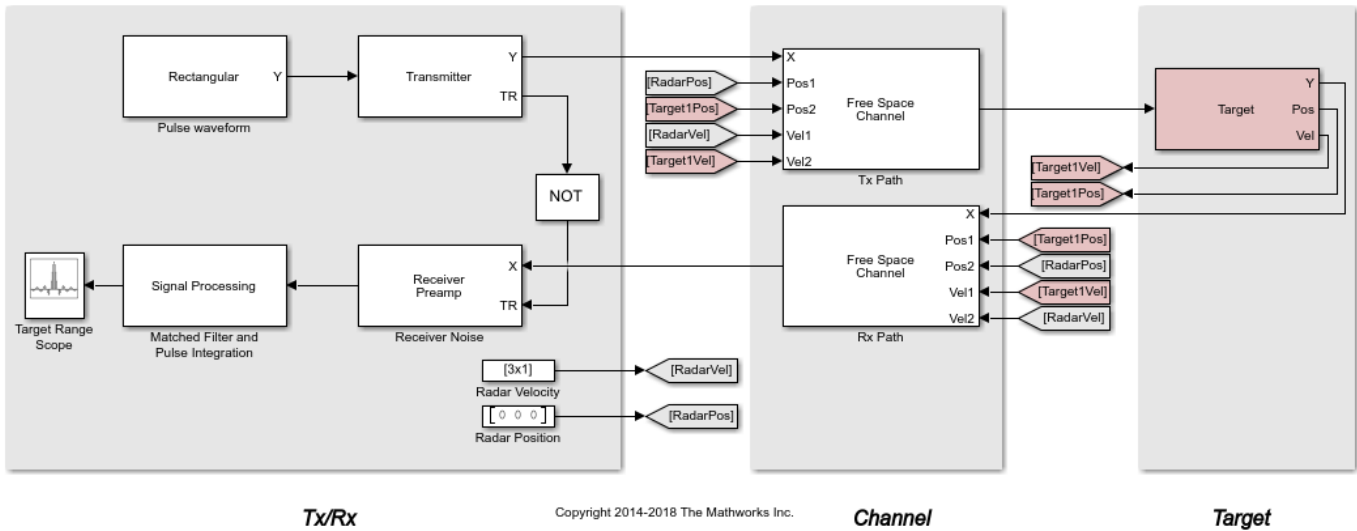 Rectangular
Y
Pulse waveform
Transmitter
Y
TR
NOT
[RadarPos]
[Target1Pos]
[RadarVel]
[Target1Vel]
X
Pos1
Pos2
Vel1
Vel2
Free Space
Channel
Tx Path
Target
Y
Pos
Vel
[Target1Vel]
[Target1Pos]
Target Range
Scope
Signal Processing
Matched Filter and
Pulse Integration
Receiver
Preamp
X
TR
Receiver Noise
Free Space
Channel
X
Pos1
Pos2
Vel1
Vel2
Rx Path
[Target1Pos]
[RadarPos]
[Target1Vel]
[RadarVel]
[3x1]
Radar Velocity
[RadarVel]
[ 0 0 0 ]
Radar Position
[RadarPos]
Tx/Rx
Copyright 2014-2018 The Mathworks Inc.
Channel
Target